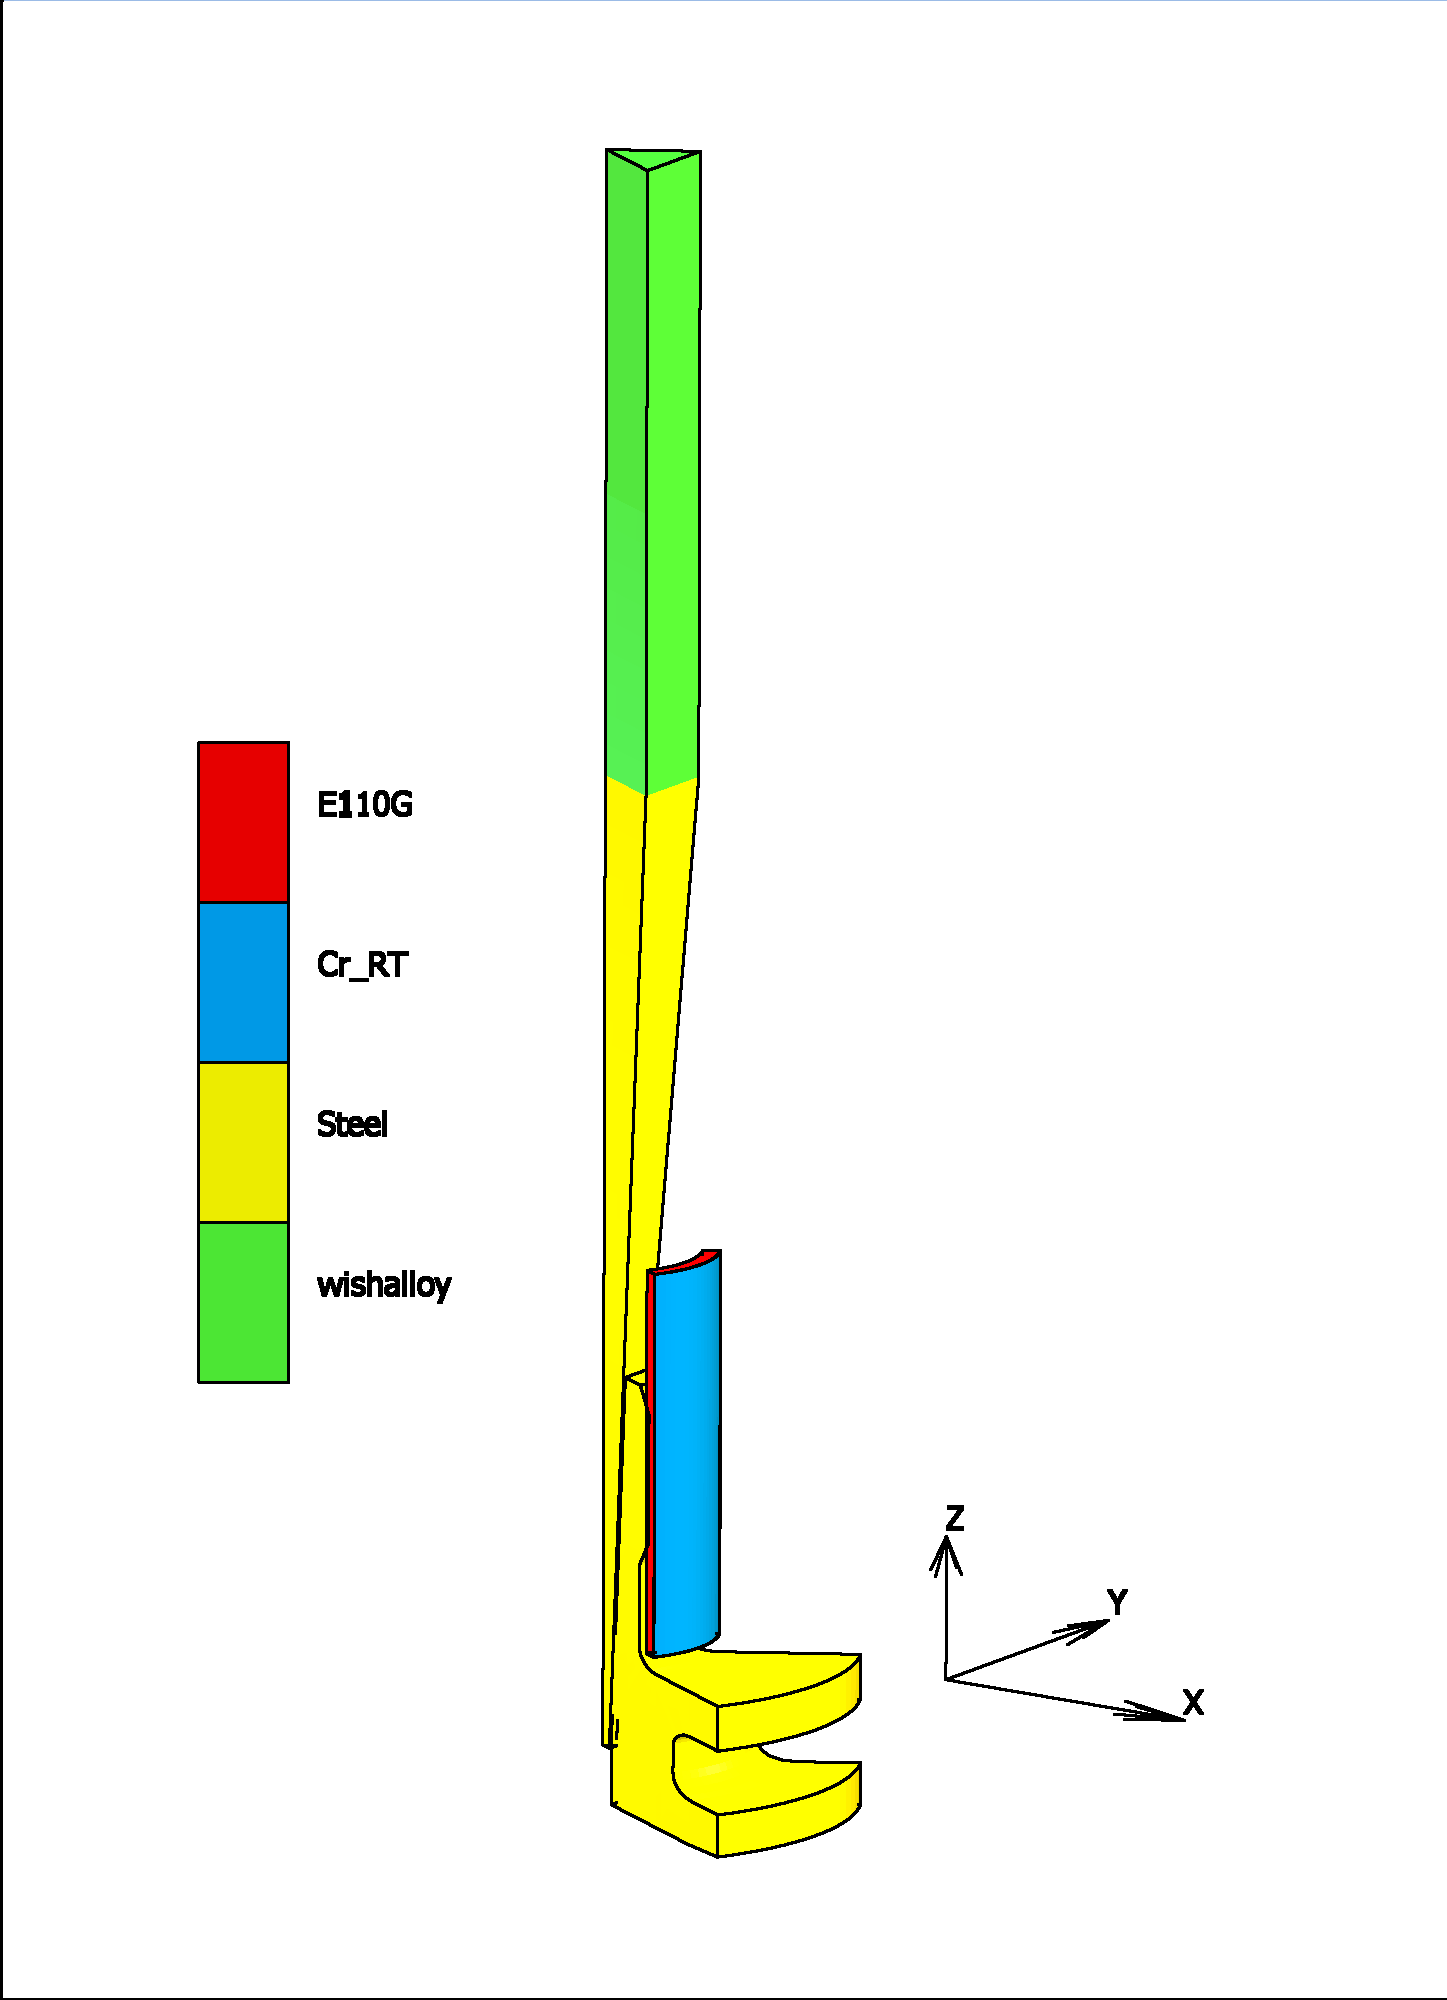 E110G
Cr_RT
Steel
wishalloy
Z
Y
X